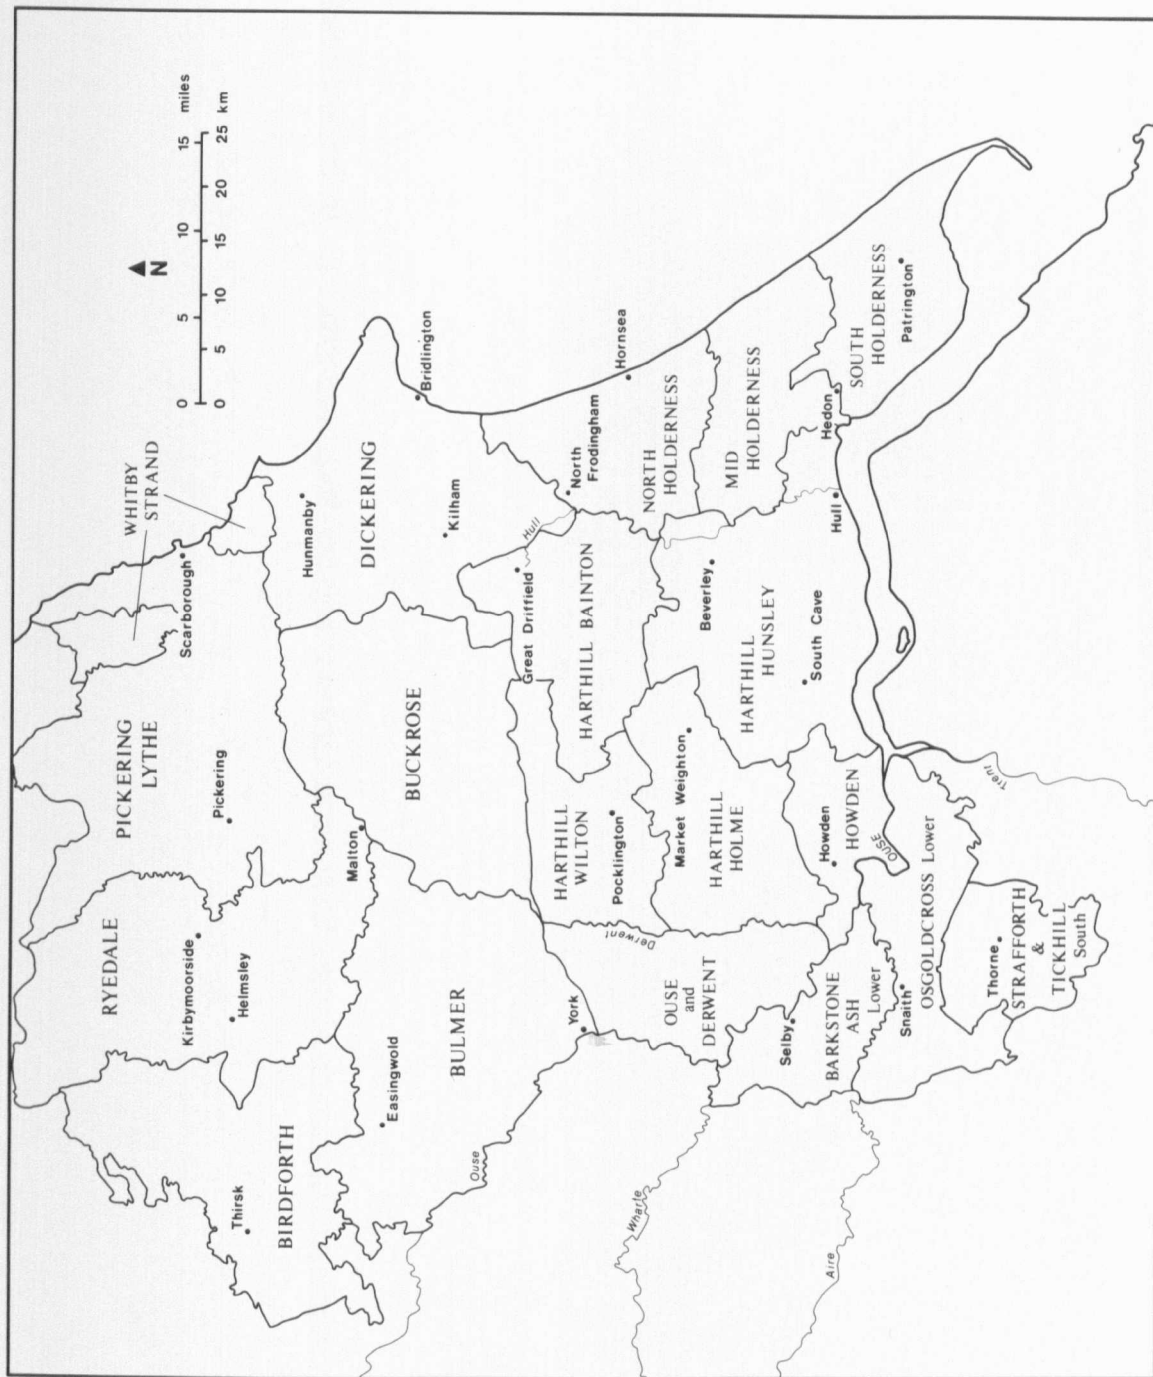 miles
0 5 10 15
0 5 10 15 20 25
km
N
WHITBY
STRAND
Scarborough
PICKERING
LYTHE
Pickering
RYEDALE
Kirbymoorside
Helmsley
Thirsk
BIRDFORTH
Malton
Easingwold
BULMER
Ouse
York
BUCKROSE
Hunmanby
DICKERING
Kilham
Bridlington
Hull
Great Driffield
North
Frodingham
Hornsea
NORTH
HOLDERNESS
MID
HOLDERNESS
SOUTH
HOLDERNESS
Patrington
Hedon
Hull
HARTHILL BAINTON
Beverley
HARTHILL
HUNSLEY
South Cave
HARTHILL
WILTON
Pocklington
Market Weighton
HARTHILL
HOLME
Derwent
OUSE
and
DERWENT
Howden
HOWDEN
OUSE
Trent
Selby
BARKSTONE
ASH
Lower
Snaith
OSGOLDCROSS Lower
Thorne
STRAFFORTH
&
TICKHILL
South
Wharfe
Aire